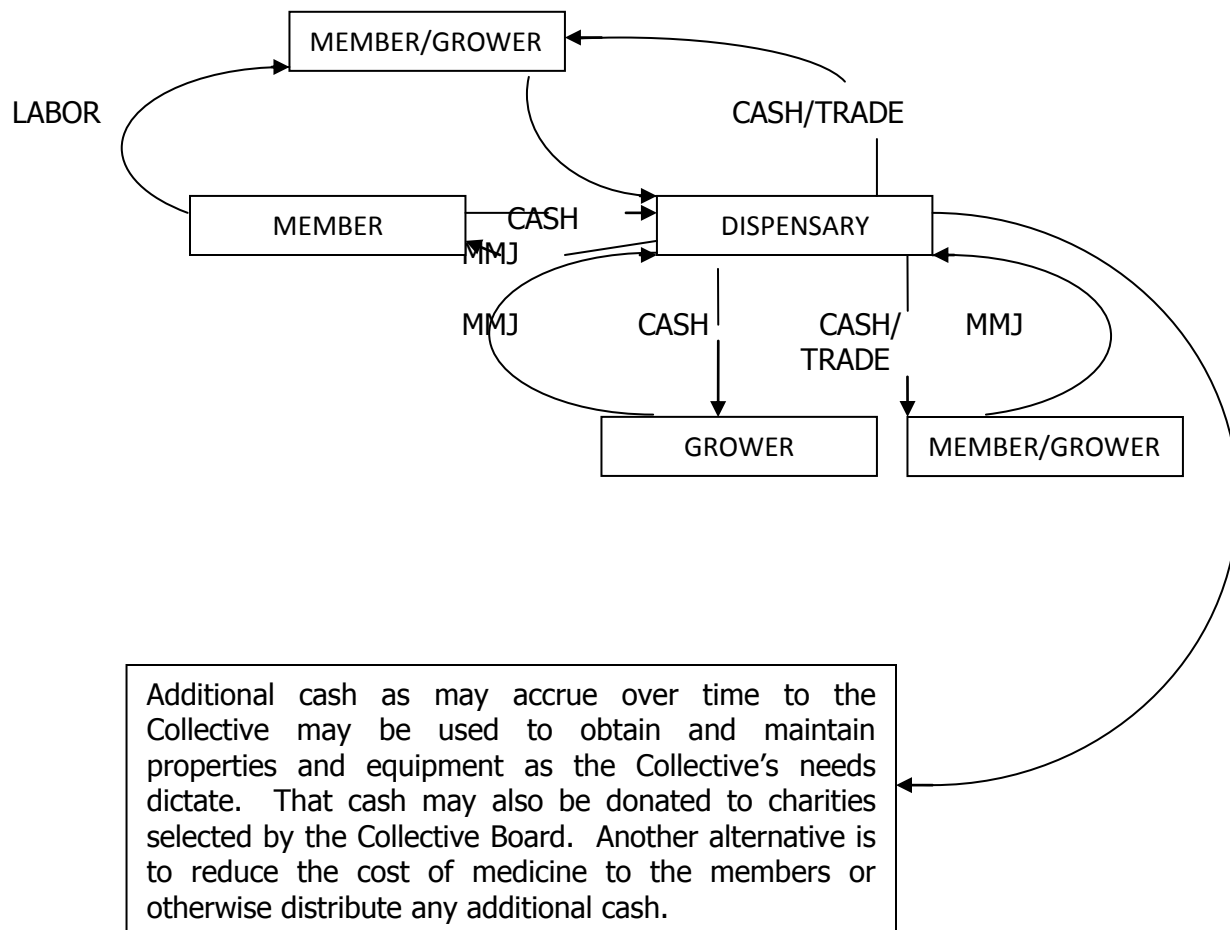 MEMBER/GROWER
LABOR
CASH/TRADE
MEMBER
CASH
DISPENSARY
MMJ
MMJ
CASH
CASH/
TRADE
MMJ
GROWER
MEMBER/GROWER
Additional cash as may accrue over time to the
Collective may be used to obtain and maintain
properties and equipment as the Collective’s needs
dictate. That cash may also be donated to charities
selected by the Collective Board. Another alternative is
to reduce the cost of medicine to the members or
otherwise distribute any additional cash.